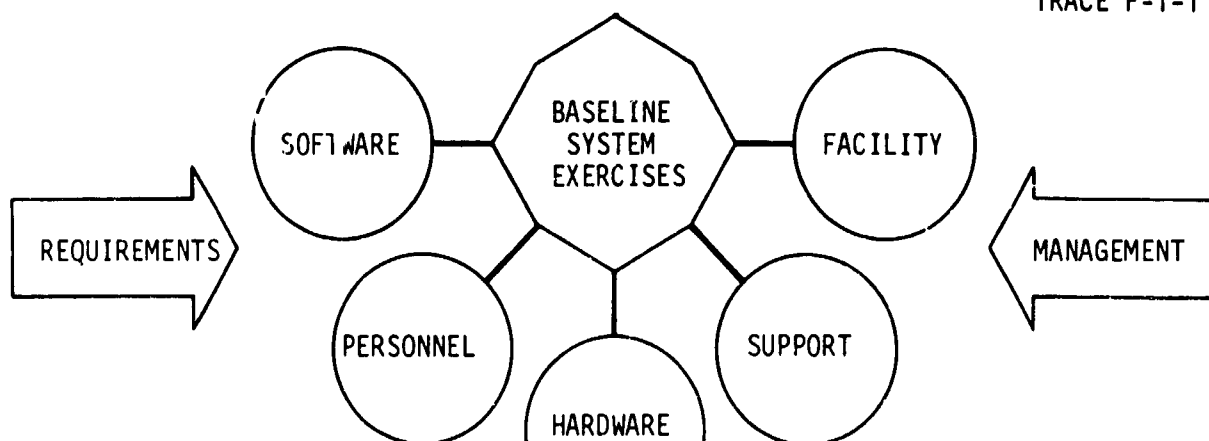 TRACE F-1-1
BASELINE
SYSTEM
EXERCISES
SOFTWARE
FACILITY
REQUIREMENTS
MANAGEMENT
PERSONNEL
SUPPORT
HARDWARE